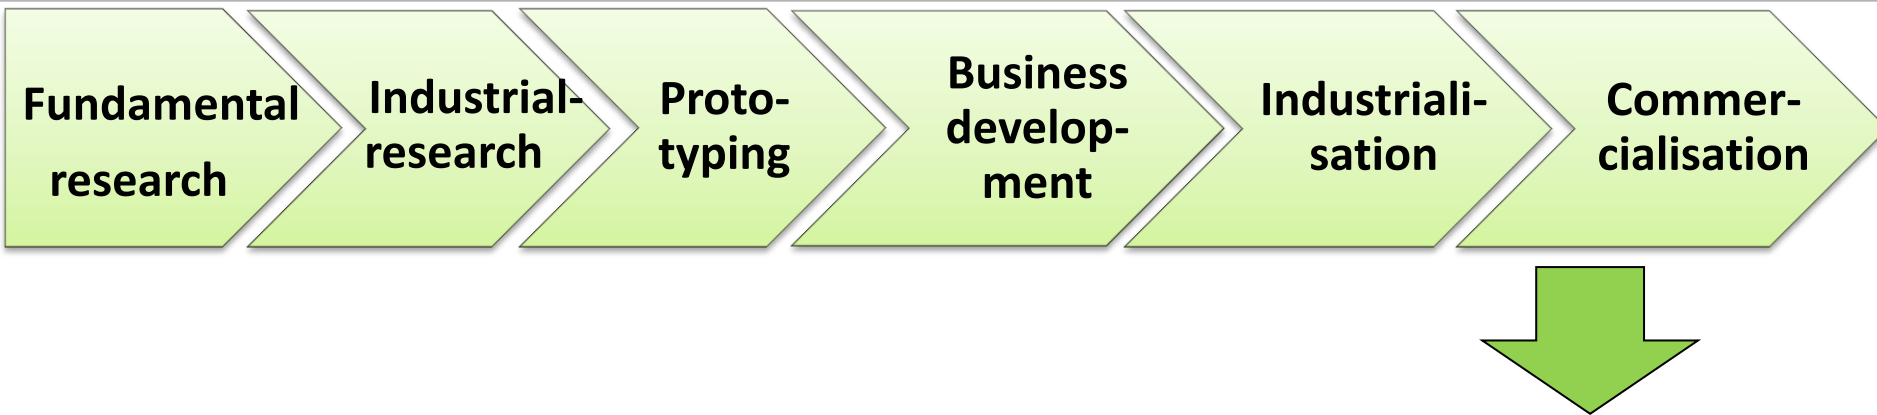 Fundamental
research
Industrial-
research
Proto-
typing
Business
develop-
ment
Industriali-
sation
Commer-
cialisation